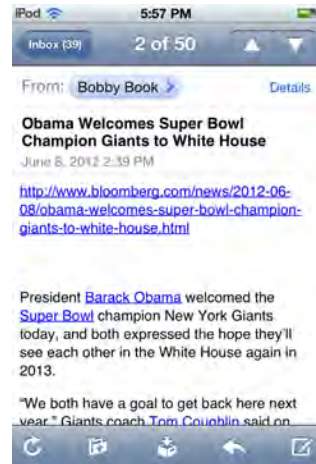 iPod 5:57 PM
Inbox (39) 2 of 50
From: Bobby Book Details
Obama Welcomes Super Bowl
Champion Giants to White House
June 8, 2012 2:39 PM
http://www.bloomberg.com/news/2012-06-
08/obama-welcomes-super-bowl-champion-
giants-to-white-house.html
President Barack Obama welcomed the
Super Bowl champion New York Giants
today, and both expressed the hope they'll
see each other in the White House again in
2013.
"We both have a goal to get back here next
year," Giants coach Tom Coughlin said on